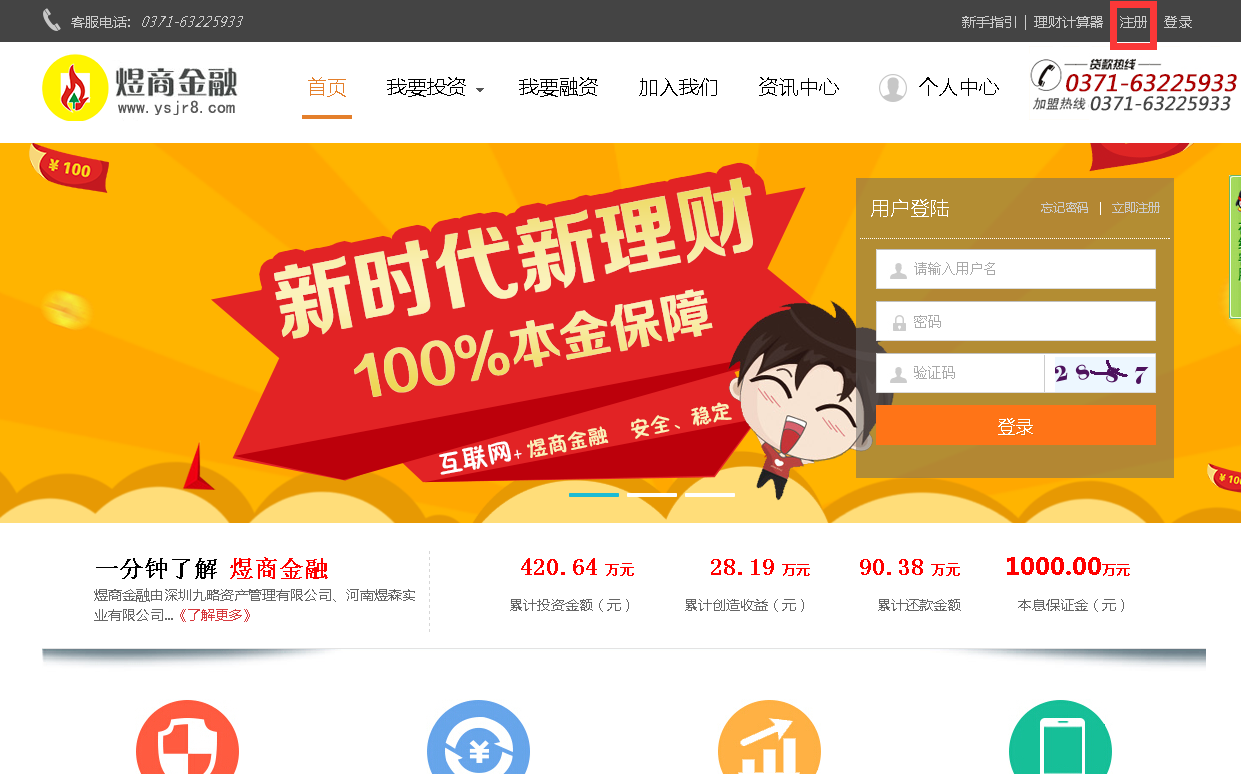 客服电话: 0371-63225933
新手指引 | 理财计算器 注册 登录
煜商金融
www.ysjr8.com
首页 我要投资 我要融资 加入我们 资讯中心 个人中心
贷款热线
0371-63225933
加盟热线 0371-63225933
¥100
新时代新理财
100%本金保障
互联网+煜商金融 安全、稳定
用户登陆 忘记密码 | 立即注册
请输入用户名
密码
验证码
登录
一分钟了解 煜商金融
煜商金融由深圳九略资产管理有限公司、河南煜森实
业有限公司...《了解更多》
420.64 万元 28.19 万元 90.38 万元 1000.00万元
累计投资金额（元） 累计创造收益（元） 累计还款金额 本息保证金（元）
¥